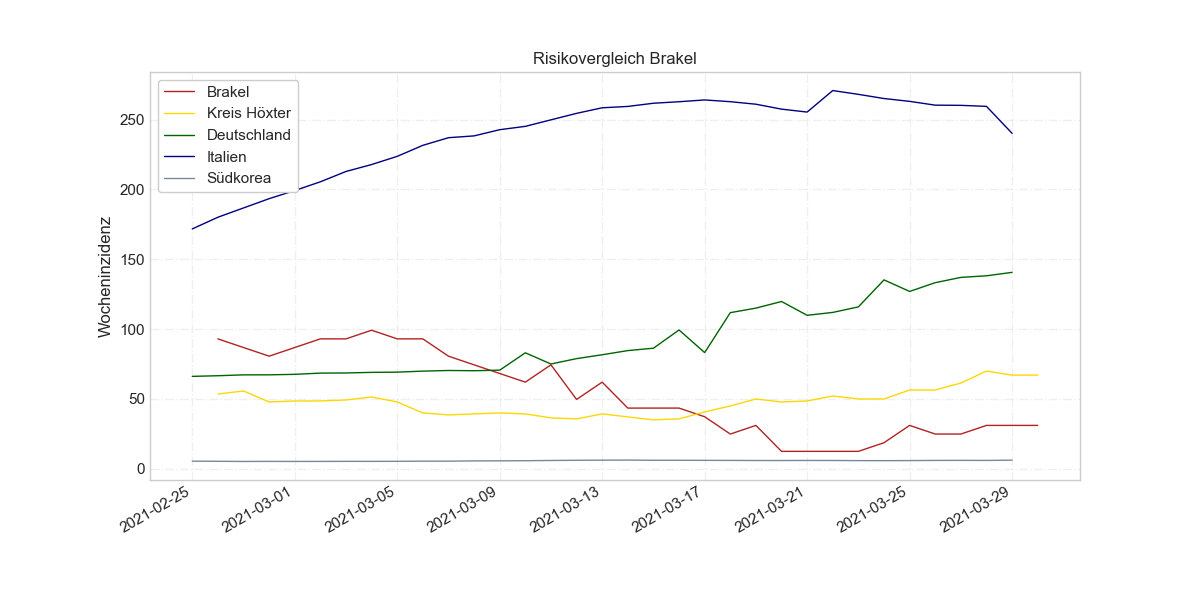 Risikovergleich Brakel
Brakel
Kreis Höxter
Deutschland
Italien
Südkorea
Wocheninzidenz
250
200
150
100
50
0
2021-02-25
2021-03-01
2021-03-05
2021-03-09
2021-03-13
2021-03-17
2021-03-21
2021-03-25
2021-03-29